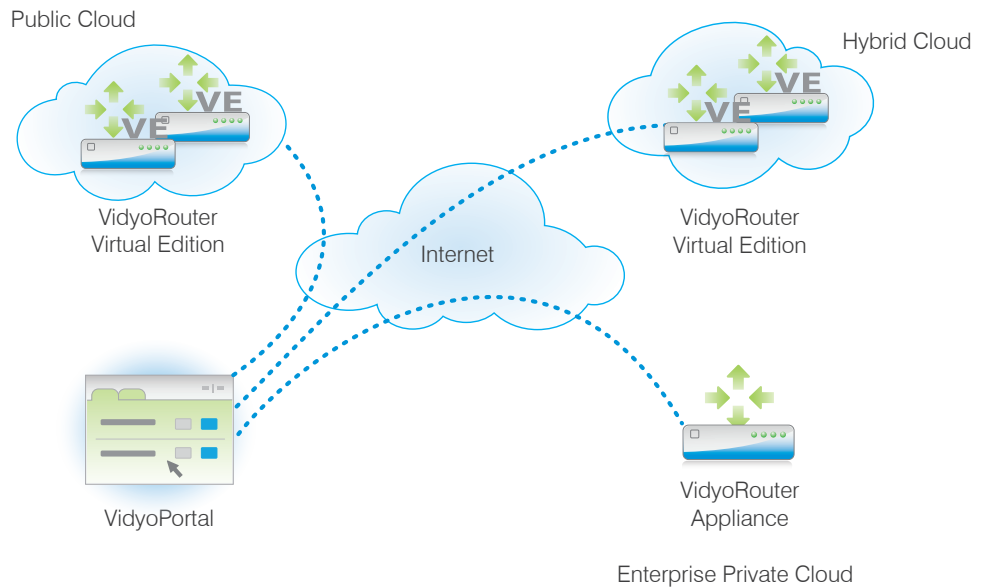 Public Cloud
Hybrid Cloud
VE
VE
VE
VE
VidyoRouter
Virtual Edition
Internet
VidyoRouter
Virtual Edition
VidyoPortal
VidyoRouter
Appliance
Enterprise Private Cloud